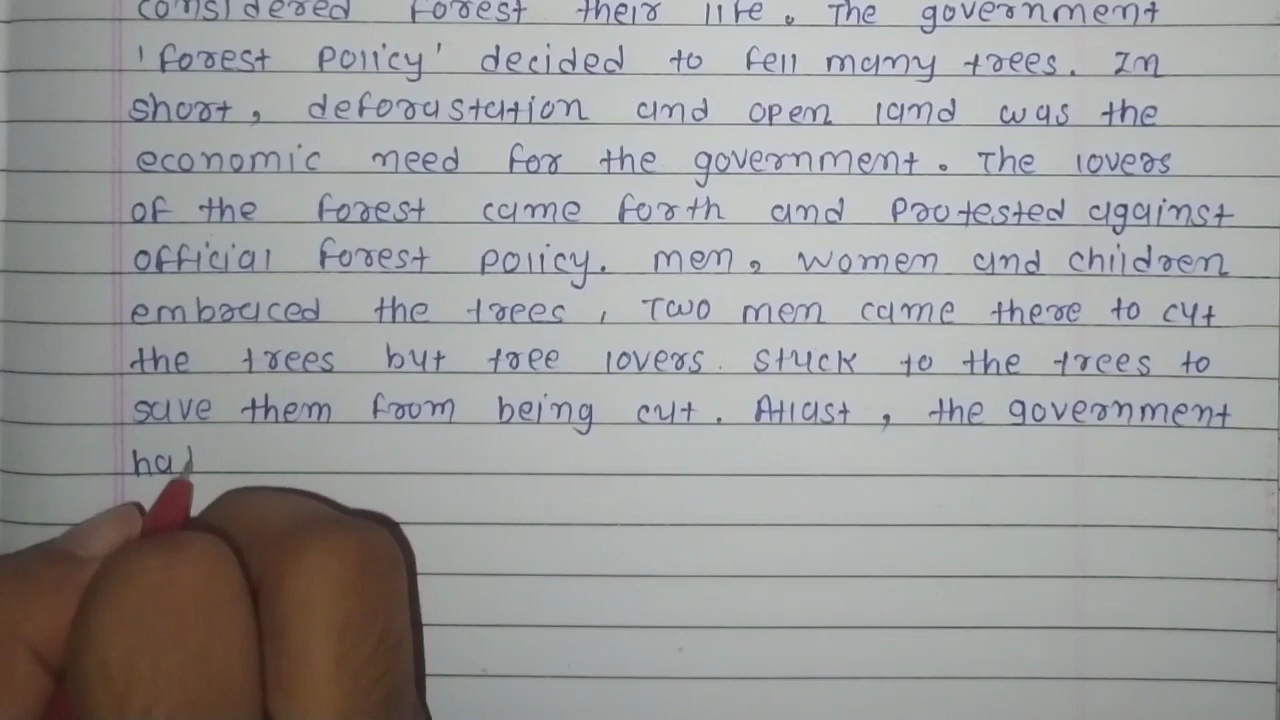 considered forest their life. The government
'forest policy' decided to fell many trees. In
short, deforastation and open land was the
economic need for the government. The lovers
of the forest came forth and protested against
official forest policy. men, women and children
embraced the trees, Two men came there to cut
the trees but tree lovers. stuck to the trees to
save them from being cut. Atlast, the government
had